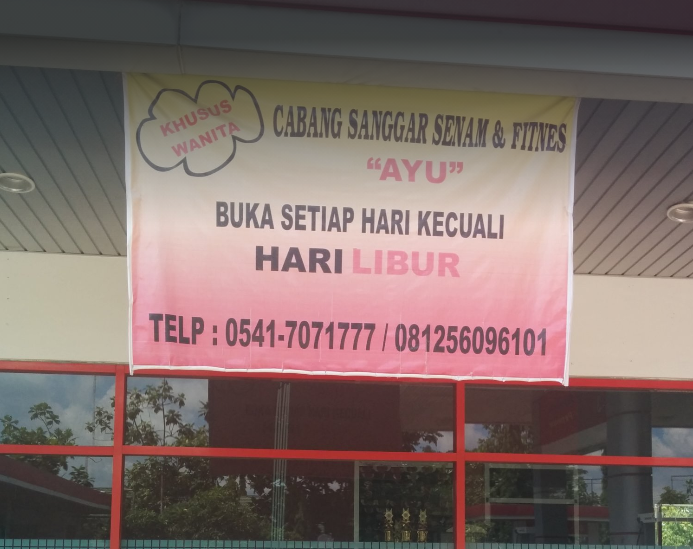 KHUSUS
WANITA
CABANG SANGGAR SENAM & FITNES
"AYU"
BUKA SETIAP HARI KECUALI
HARI LIBUR
TELP : 0541-7071777 / 081256096101